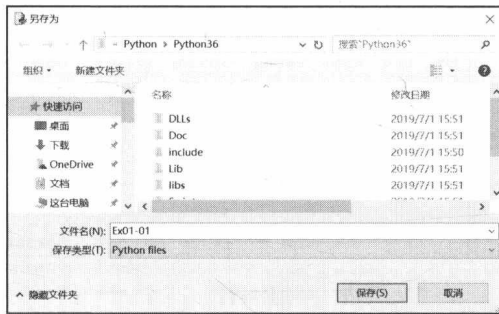 另存为
« Python > Python36
搜索"Python36"
组织 新建文件夹
名称 修改日期
快速访问
桌面
下载
OneDrive
文档
这台电脑
DLLs 2019/7/1 15:51
Doc 2019/7/1 15:51
include 2019/7/1 15:50
Lib 2019/7/1 15:51
libs 2019/7/1 15:51
文件名(N): Ex01-01
保存类型(T): Python files
隐藏文件夹 保存(S) 取消